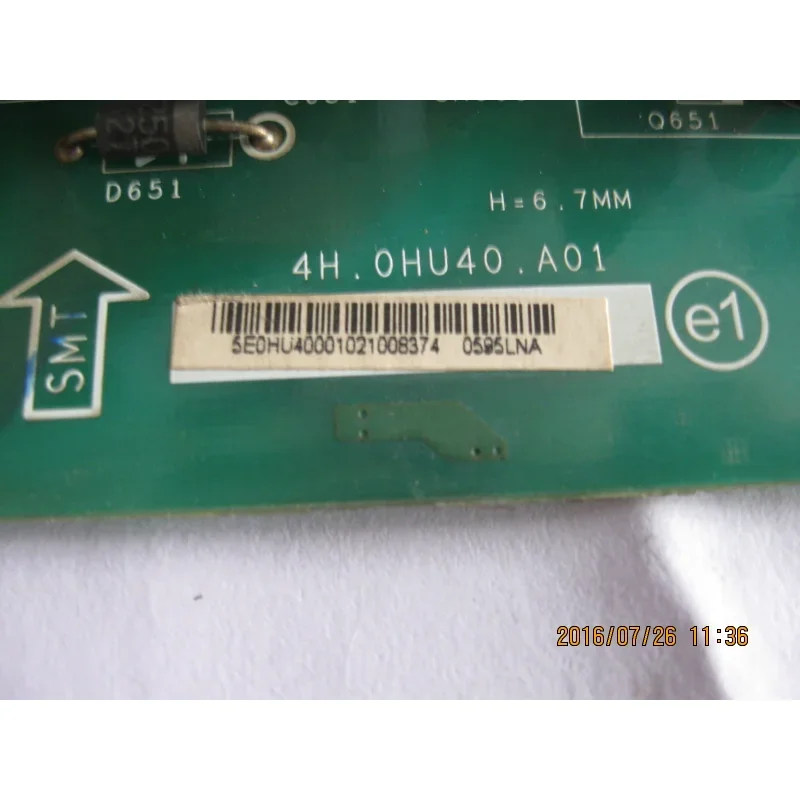 Q651
D651
H=6.7MM
4H.0HU40.A01
SMT
5E0HU40001021008374 0595LNA
e1
2016/07/26 11:36